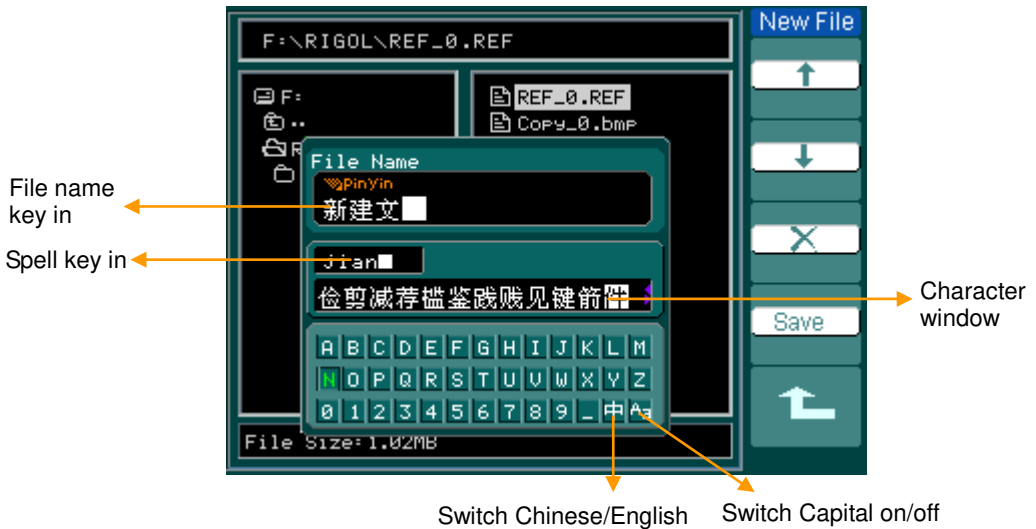 New File
F:\RIGOL\REF_0.REF
F:
REF_0.REF
..
Copy_0.bmp
R
File Name
PinYin
新建文
File name
key in
jian
Spell key in
俭剪减荐槛鉴践贱见键箭件
Character
window
Save
A B C D E F G H I J K L M
N O P Q R S T U V W X Y Z
0 1 2 3 4 5 6 7 8 9 _ 中 Aa
File Size:1.02MB
Switch Chinese/English
Switch Capital on/off